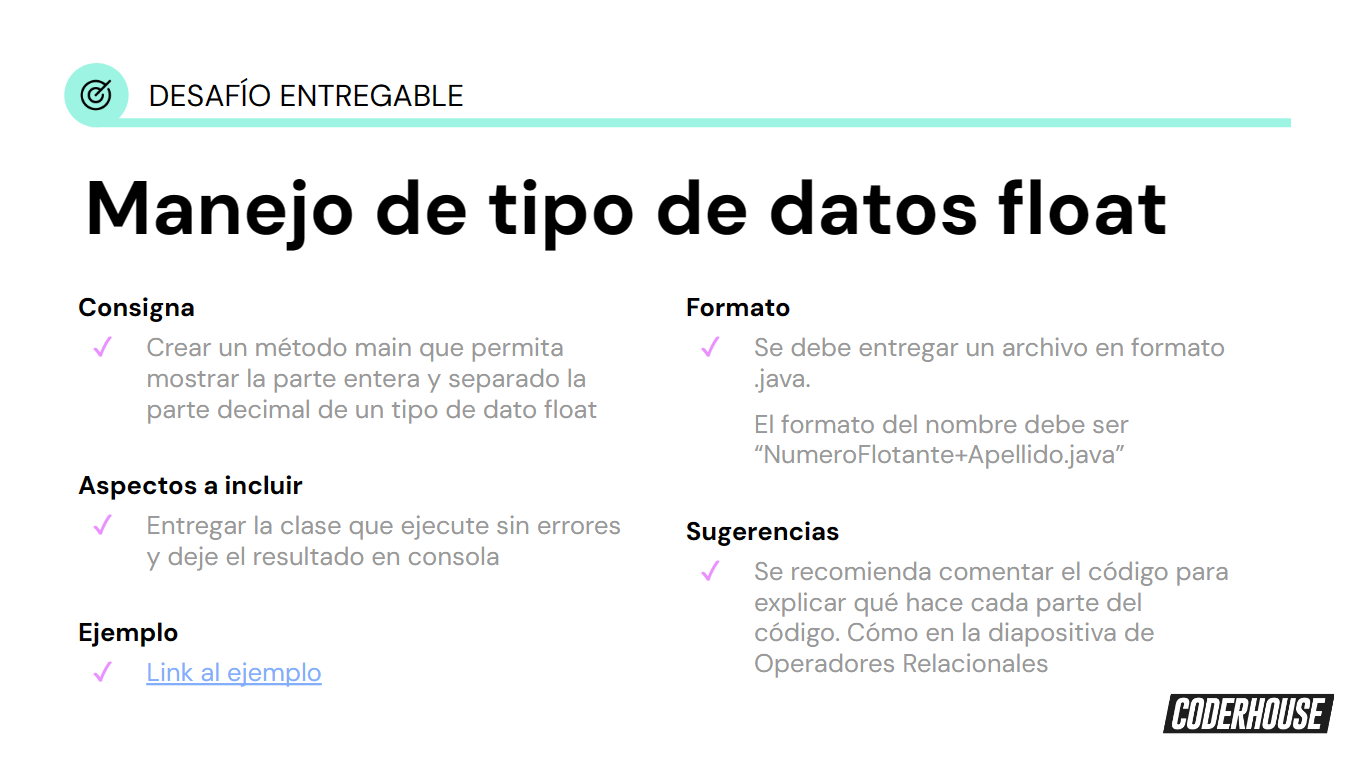 DESAFÍO ENTREGABLE
Manejo de tipo de datos float
Consigna
✓ Crear un método main que permita
mostrar la parte entera y separado la
parte decimal de un tipo de dato float
Aspectos a incluir
✓ Entregar la clase que ejecute sin errores
y deje el resultado en consola
Ejemplo
✓ Link al ejemplo
Formato
✓ Se debe entregar un archivo en formato
.java.
El formato del nombre debe ser
“NumeroFlotante+Apellido.java”
Sugerencias
✓ Se recomienda comentar el código para
explicar qué hace cada parte del
código. Cómo en la diapositiva de
Operadores Relacionales
CODERHOUSE